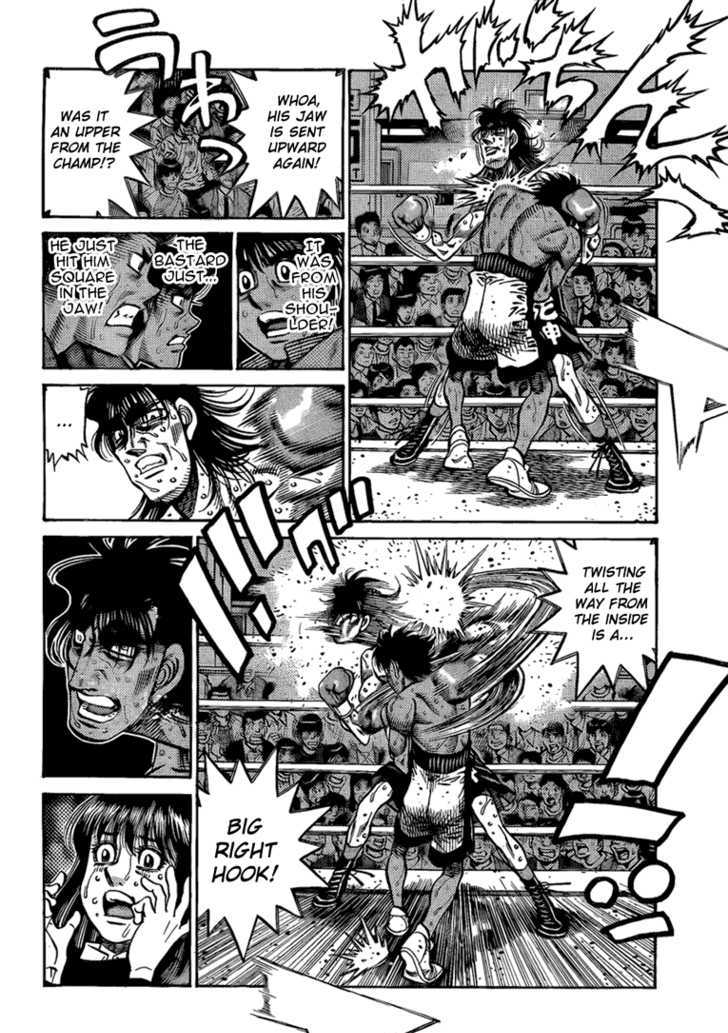 WHOA,
HIS JAW
IS SENT
UPWARD
AGAIN!
WAS IT
AN UPPER
FROM THE
CHAMP!?
IT
WAS
FROM
HIS
SHOU-
LDER!
THE
BASTARD
JUST...
HE JUST
HIT HIM
SQUARE
IN THE
JAW!
...
TWISTING
ALL THE
WAY FROM
THE INSIDE
IS A...
BIG
RIGHT
HOOK!